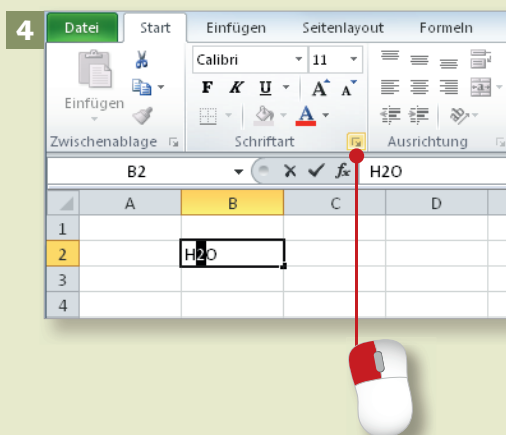 4
Datei Start Einfügen Seitenlayout Formeln
Calibri 11
F K U A A
Einfügen
A
Zwischenablage Schriftart Ausrichtung
B2 fx H2O
A B C D
1
2 H2O
3
4